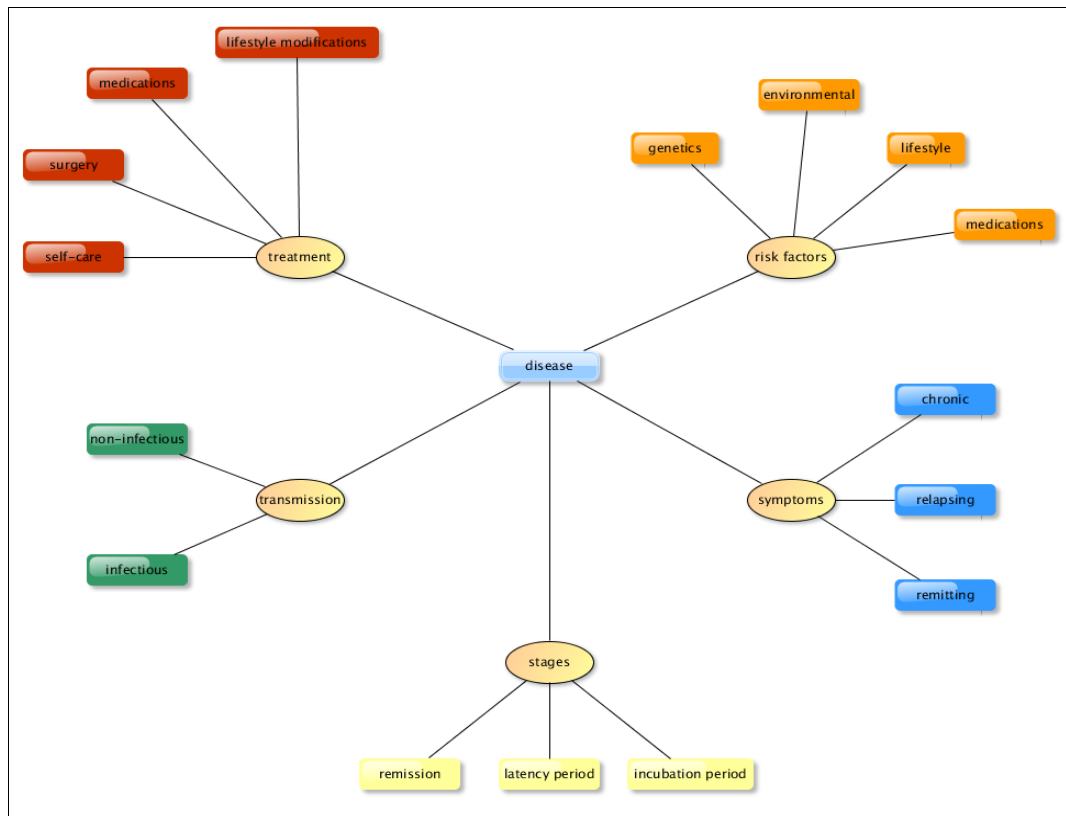 lifestyle modifications
medications
surgery
self-care
treatment
environmental
genetics
lifestyle
medications
risk factors
disease
non-infectious
transmission
infectious
chronic
symptoms
relapsing
remitting
stages
remission
latency period
incubation period